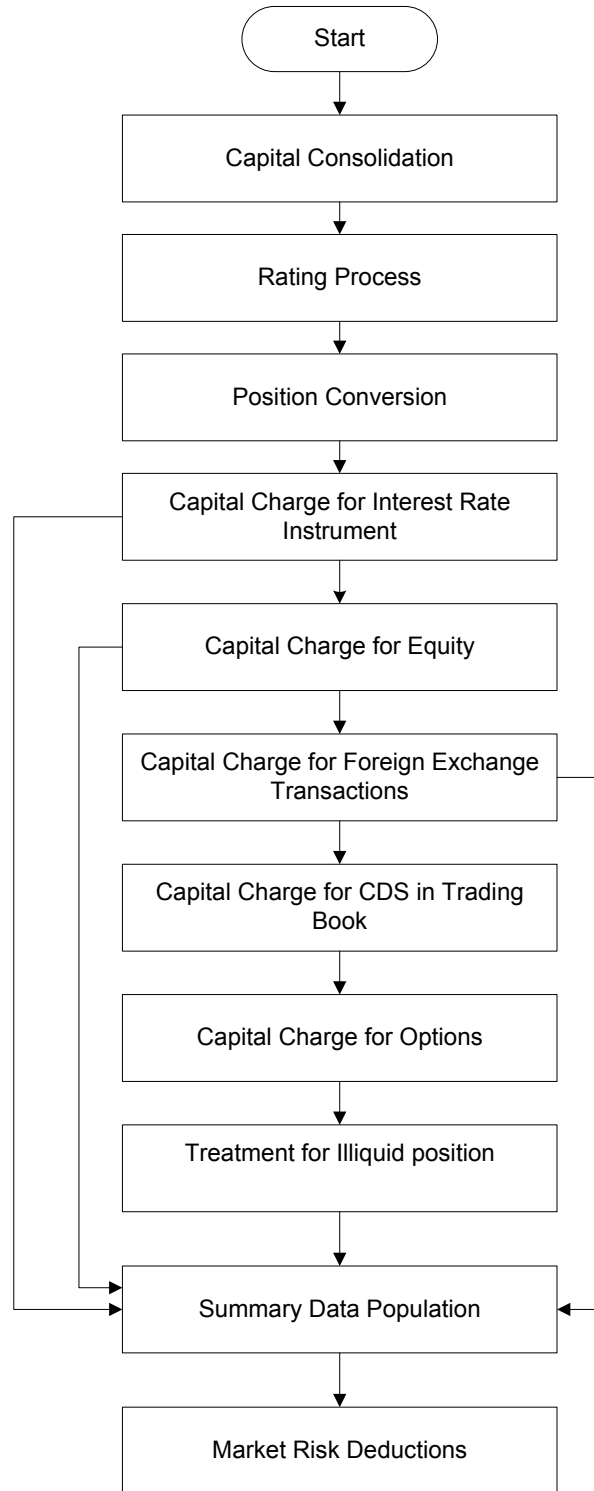 Start
Capital Consolidation
Rating Process
Position Conversion
Capital Charge for Interest Rate
Instrument
Capital Charge for Equity
Capital Charge for Foreign Exchange
Transactions
Capital Charge for CDS in Trading
Book
Capital Charge for Options
Treatment for Illiquid position
Summary Data Population
Market Risk Deductions